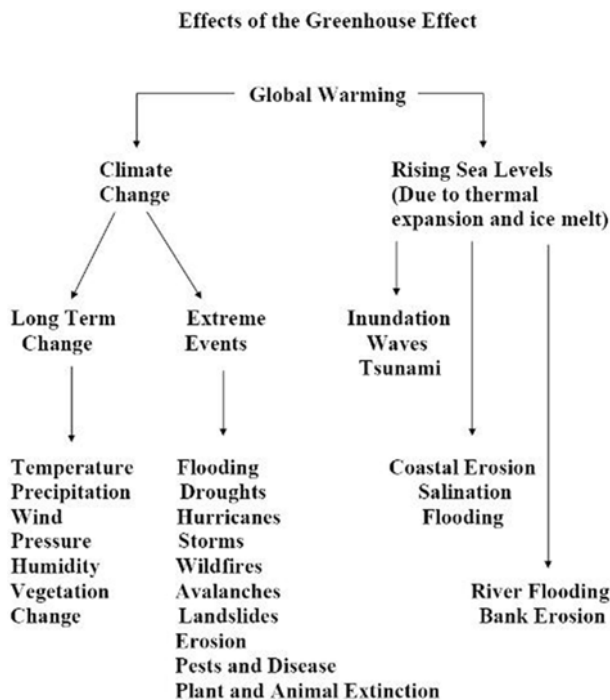 Effects of the Greenhouse Effect
Global Warming
Climate
Change
Rising Sea Levels
(Due to thermal
expansion and ice melt)
Long Term
Change
Extreme
Events
Inundation
Waves
Tsunami
Temperature
Precipitation
Wind
Pressure
Humidity
Vegetation
Change
Flooding
Droughts
Hurricanes
Storms
Wildfires
Avalanches
Landslides
Erosion
Pests and Disease
Plant and Animal Extinction
Coastal Erosion
Salination
Flooding
River Flooding
Bank Erosion